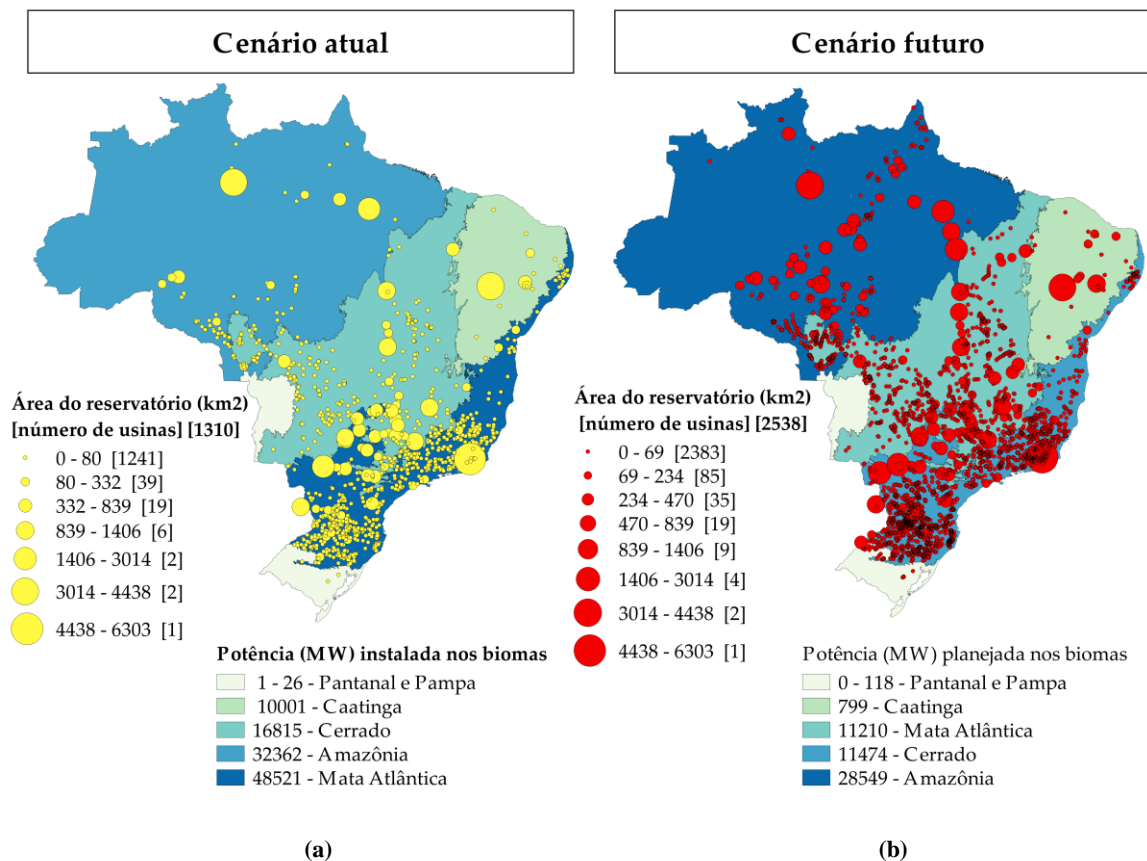 Cenário atual
Cenário futuro
Área do reservatório (km2)
[número de usinas] [1310]
0 - 80 [1241]
80 - 332 [39]
332 - 839 [19]
839 - 1406 [6]
1406 - 3014 [2]
3014 - 4438 [2]
4438 - 6303 [1]
Potência (MW) instalada nos biomas
1 - 26 - Pantanal e Pampa
10001 - Caatinga
16815 - Cerrado
32362 - Amazônia
48521 - Mata Atlântica
Área do reservatório (km2)
[número de usinas] [2538]
0 - 69 [2383]
69 - 234 [85]
234 - 470 [35]
470 - 839 [19]
839 - 1406 [9]
1406 - 3014 [4]
3014 - 4438 [2]
4438 - 6303 [1]
Potência (MW) planejada nos biomas
0 - 118 - Pantanal e Pampa
799 - Caatinga
11210 - Mata Atlântica
11474 - Cerrado
28549 - Amazônia
(a)
(b)